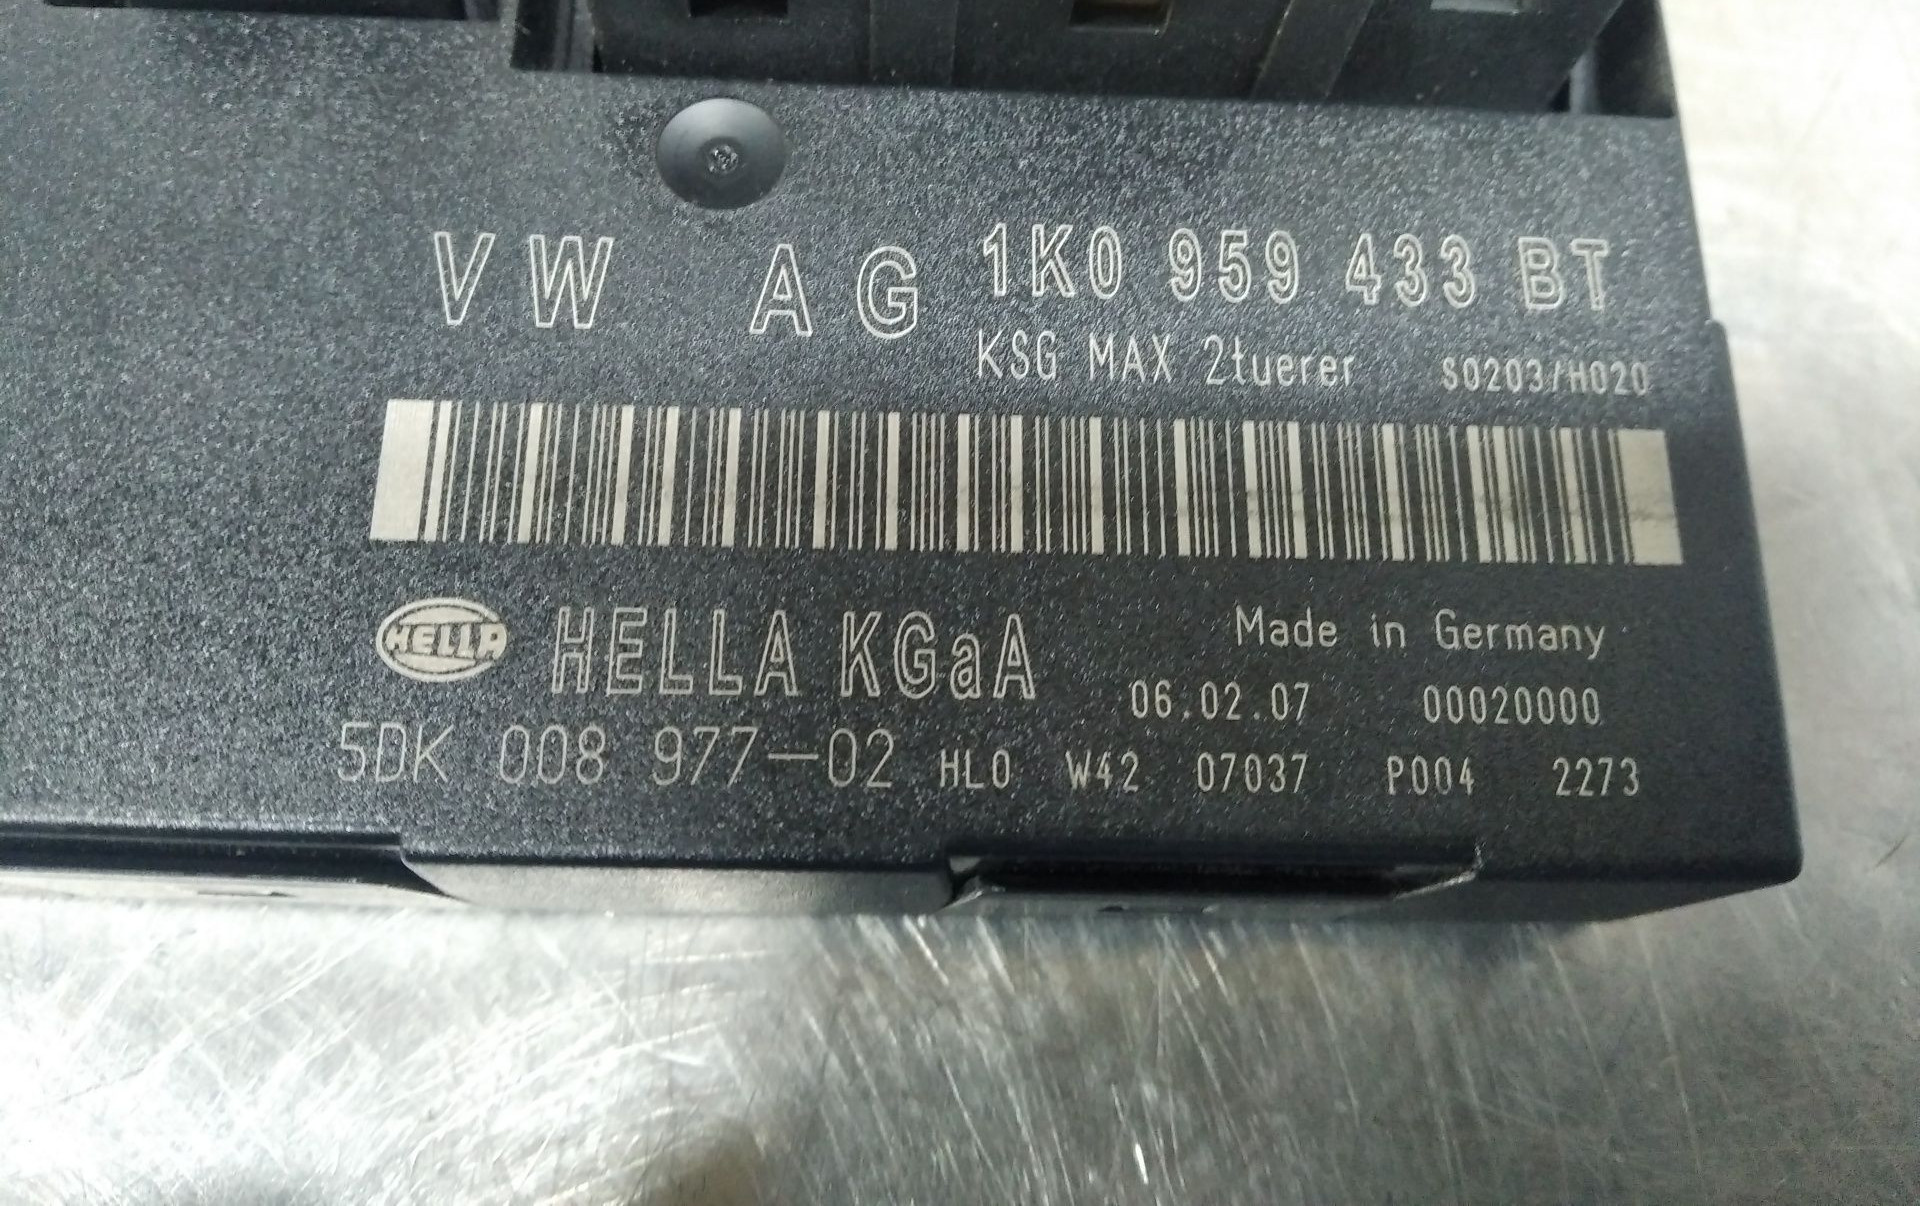 VW AG 1K0 959 433 BT
KSG MAX 2tuerer S0203/H020
HELLA HELLA KGaA Made in Germany
06.02.07 00020000
5DK 008 977-02 HL0 W42 07037 P004 2273